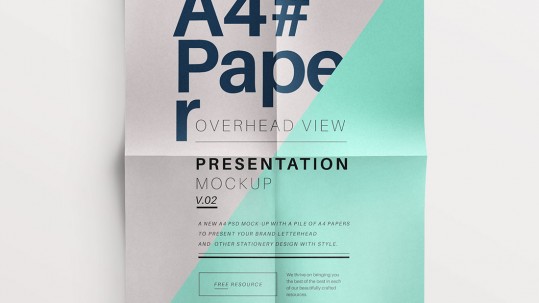 A4#
Pape
r
OVERHEAD VIEW
PRESENTATION
MOCKUP
V.02
A NEW A4 PSD MOCK-UP WITH A PILE OF A4 PAPERS
TO PRESENT YOUR BRAND LETTERHEAD
AND OTHER STATIONERY DESIGN WITH STYLE.
FREE RESOURCE
We thrive on bringing you
the best of the best in each
of our beautifully crafted